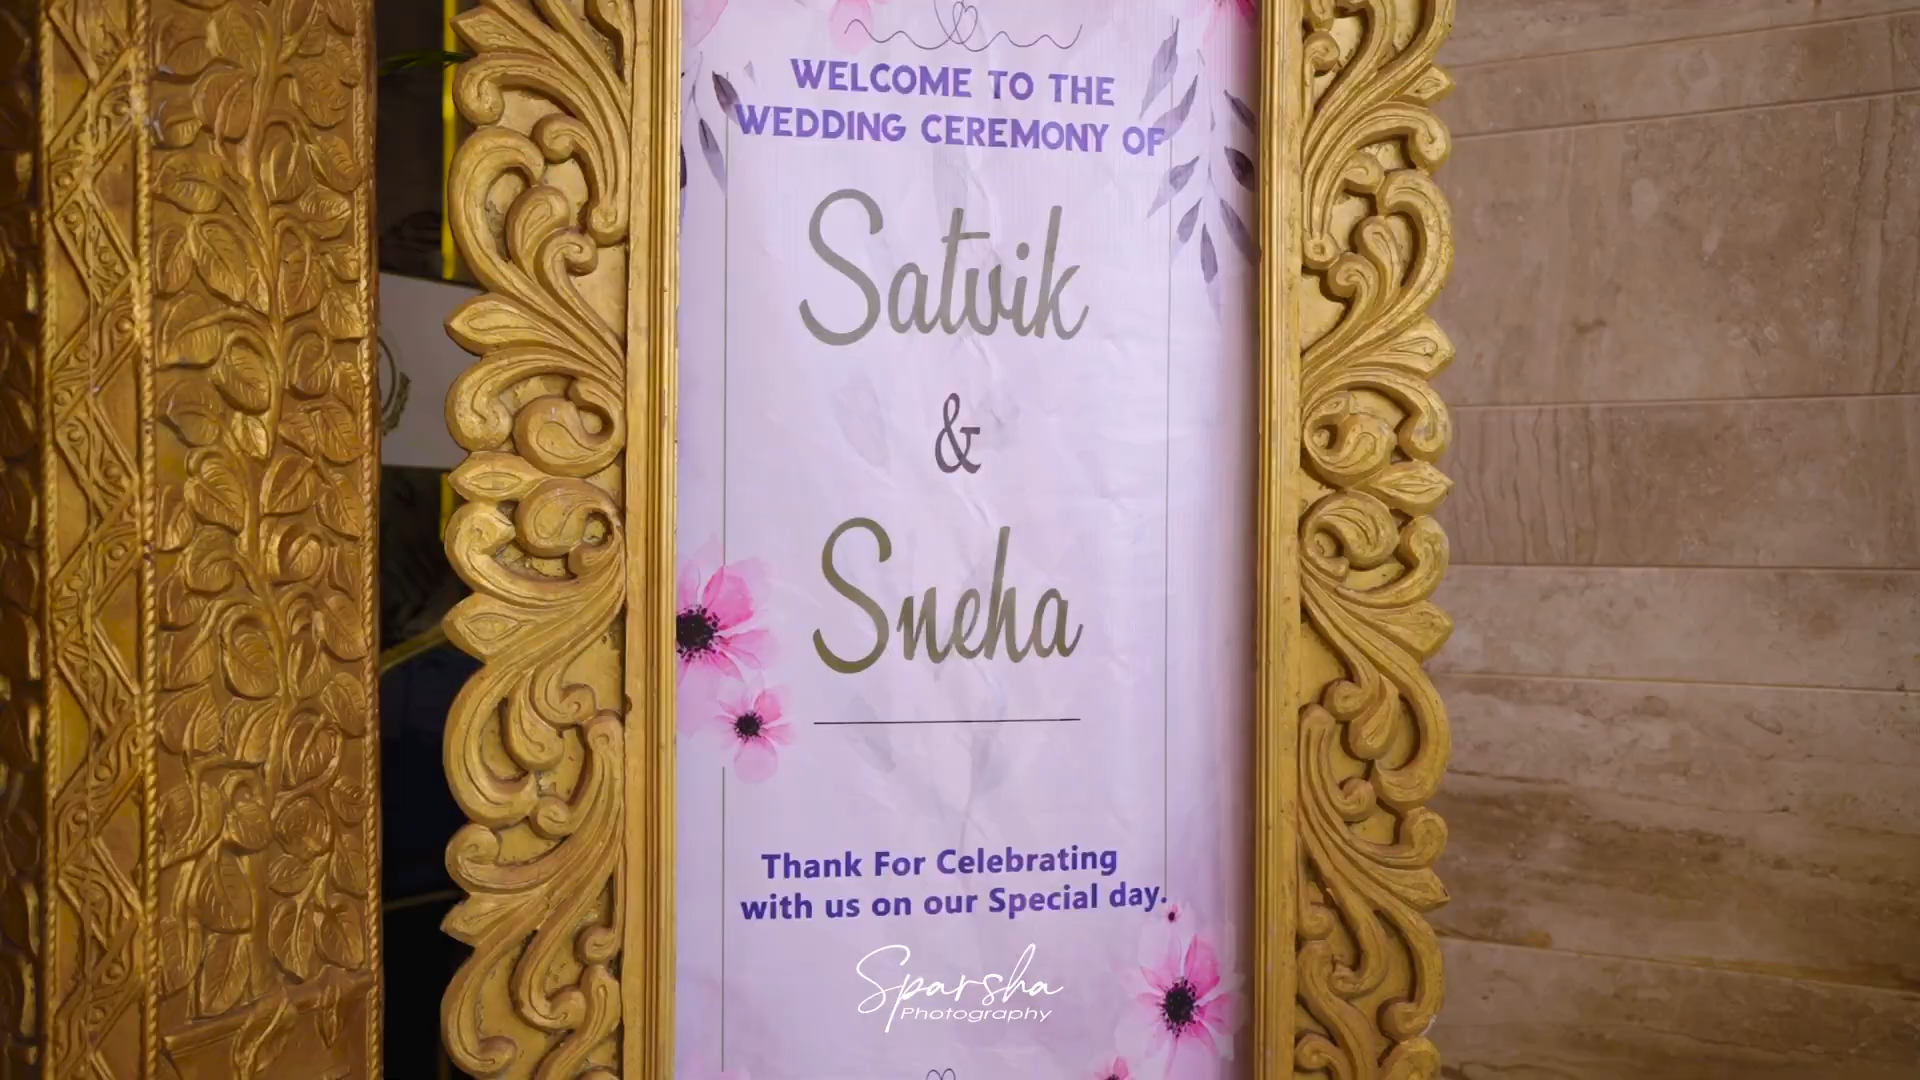 WELCOME TO THE
WEDDING CEREMONY OF
Satvik
&
Sneha
Thank For Celebrating
with us on our Special day.
Sparsha
Photography